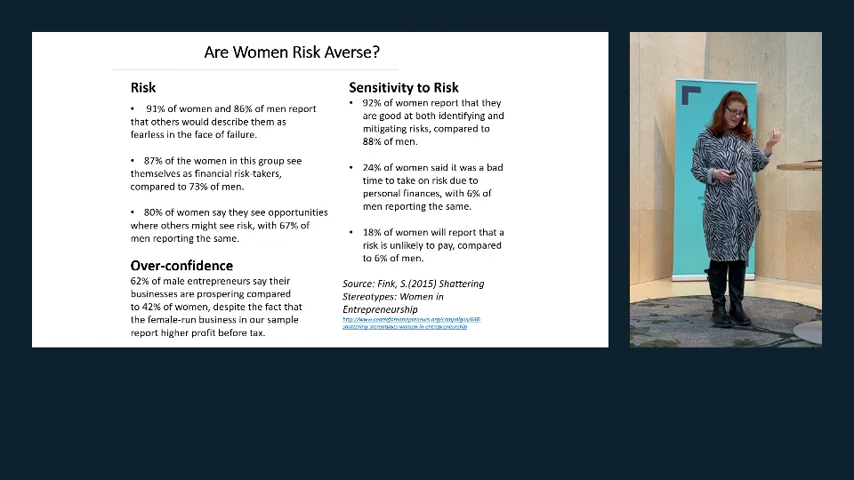 Are Women Risk Averse?
Risk
• 91% of women and 86% of men report
that others would describe them as
fearless in the face of failure.
• 87% of the women in this group see
themselves as financial risk-takers,
compared to 73% of men.
• 80% of women say they see opportunities
where others might see risk, with 67% of
men reporting the same.
Over-confidence
62% of male entrepreneurs say their
businesses are prospering compared
to 42% of women, despite the fact that
the female-run business in our sample
report higher profit before tax.
Sensitivity to Risk
• 92% of women report that they
are good at both identifying and
mitigating risks, compared to
88% of men.
• 24% of women said it was a bad
time to take on risk due to
personal finances, with 6% of
men reporting the same.
• 18% of women will report that a
risk is unlikely to pay, compared
to 6% of men.
Source: Fink, S.(2015) Shattering
Stereotypes: Women in
Entrepreneurship